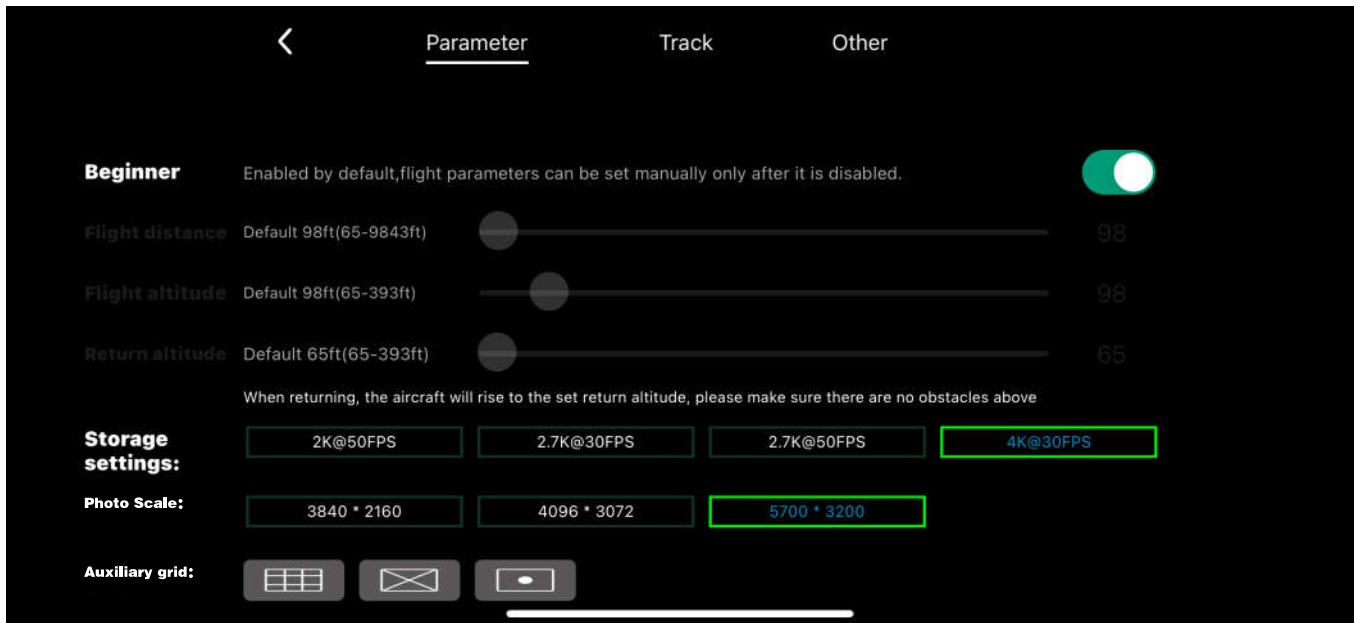 Parameter Track Other
Beginner Enabled by default,flight parameters can be set manually only after it is disabled.
Flight distance Default 98ft(65-9843ft) 98
Flight altitude Default 98ft(65-393ft) 98
Return altitude Default 65ft(65-393ft) 65
When returning, the aircraft will rise to the set return altitude, please make sure there are no obstacles above
Storage settings: 2K@50FPS 2.7K@30FPS 2.7K@50FPS 4K@30FPS
Photo Scale: 3840 * 2160 4096 * 3072 5700 * 3200
Auxiliary grid: